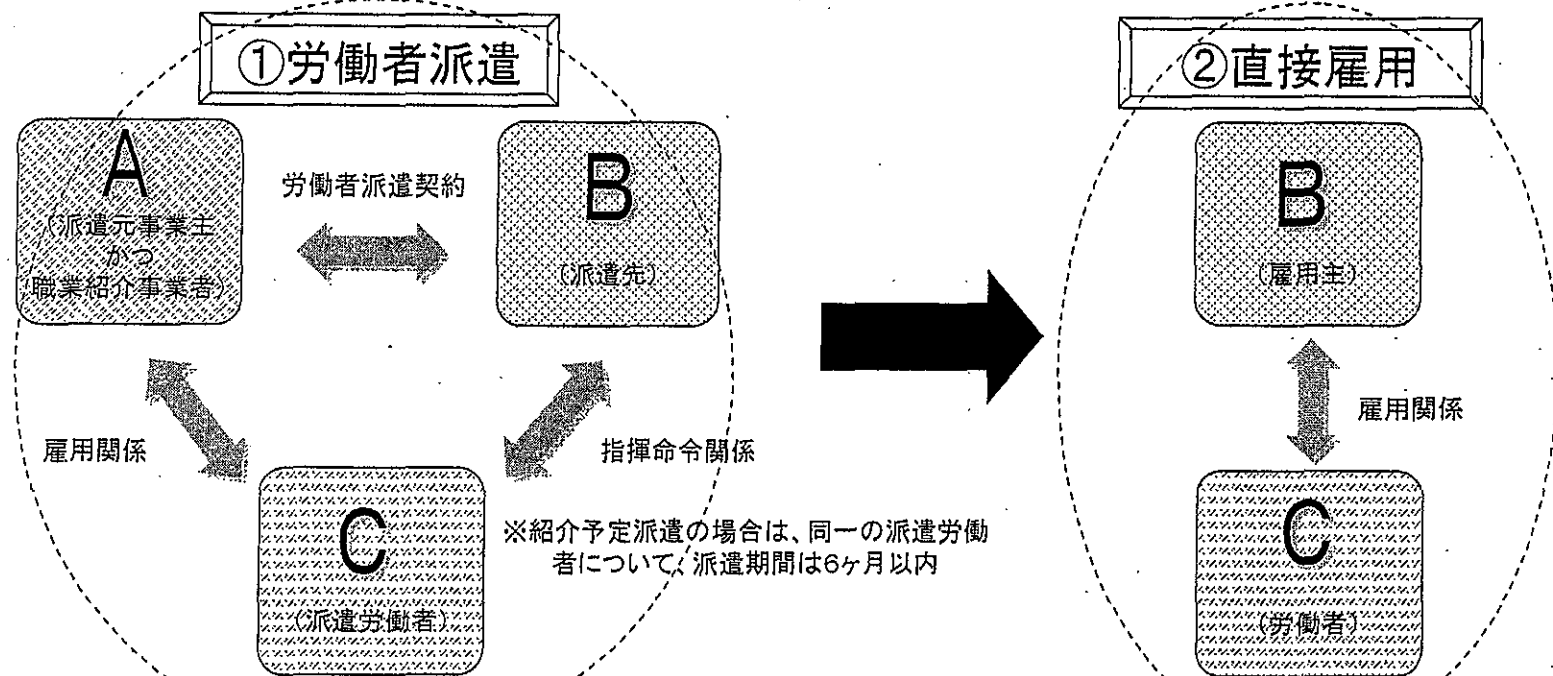 ①労働者派遣
②直接雇用
A
(派遣元事業主
かつ
職業紹介事業者)
労働者派遣契約
B
(派遣先)
B
(雇用主)
雇用関係
指揮命令関係
雇用関係
C
(派遣労働者)
※紹介予定派遣の場合は、同一の派遣労働
者について、派遣期間は6ヶ月以内
C
(労働者)